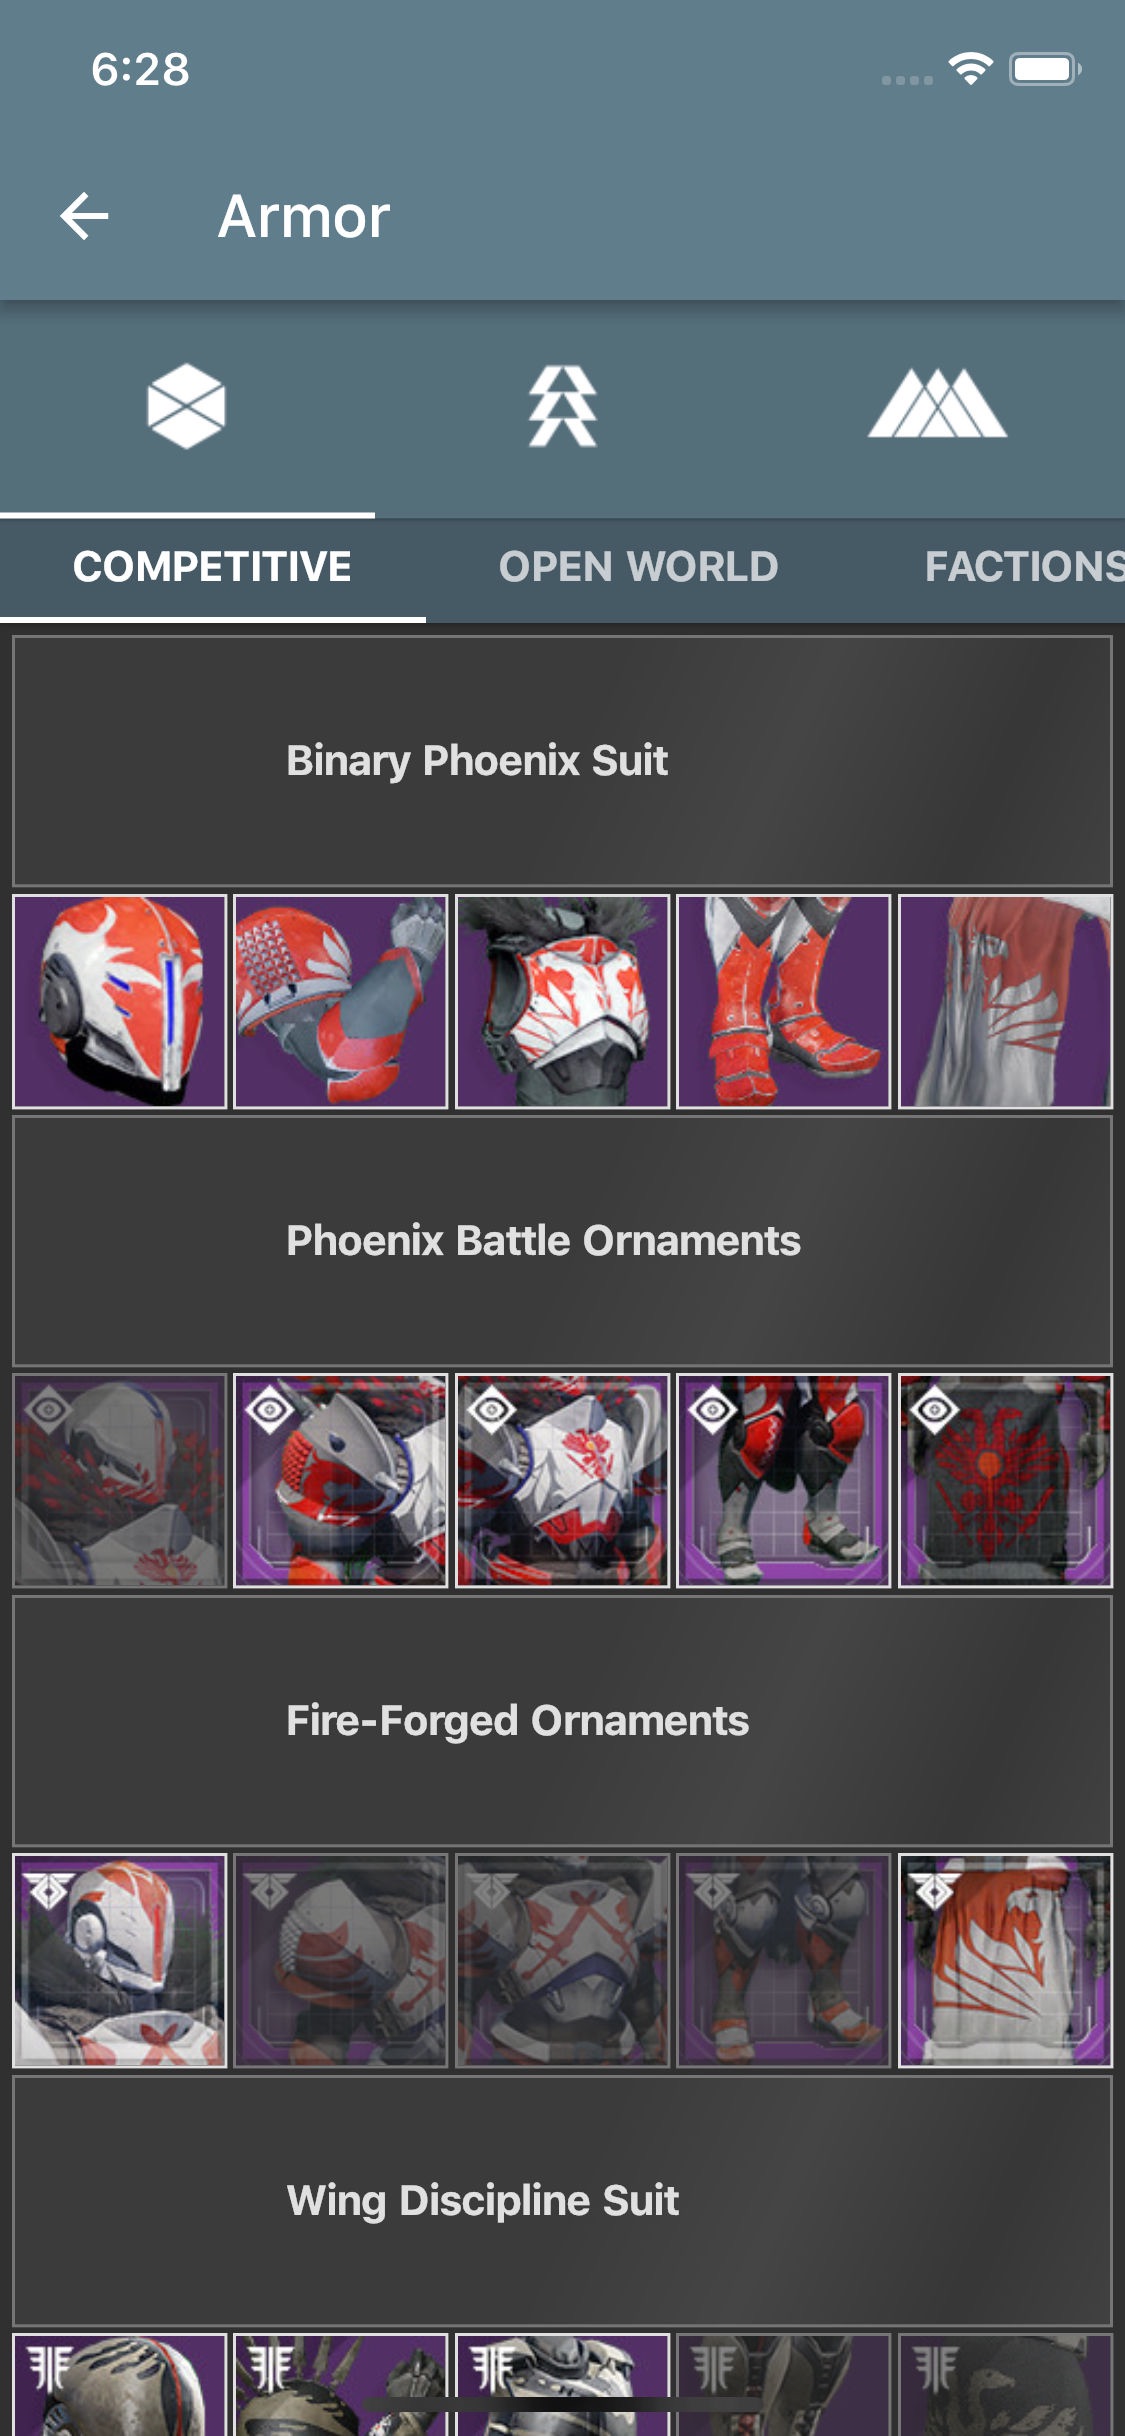 6:28
Armor
COMPETITIVE
OPEN WORLD
FACTIONS
Binary Phoenix Suit
Phoenix Battle Ornaments
Fire-Forged Ornaments
Wing Discipline Suit